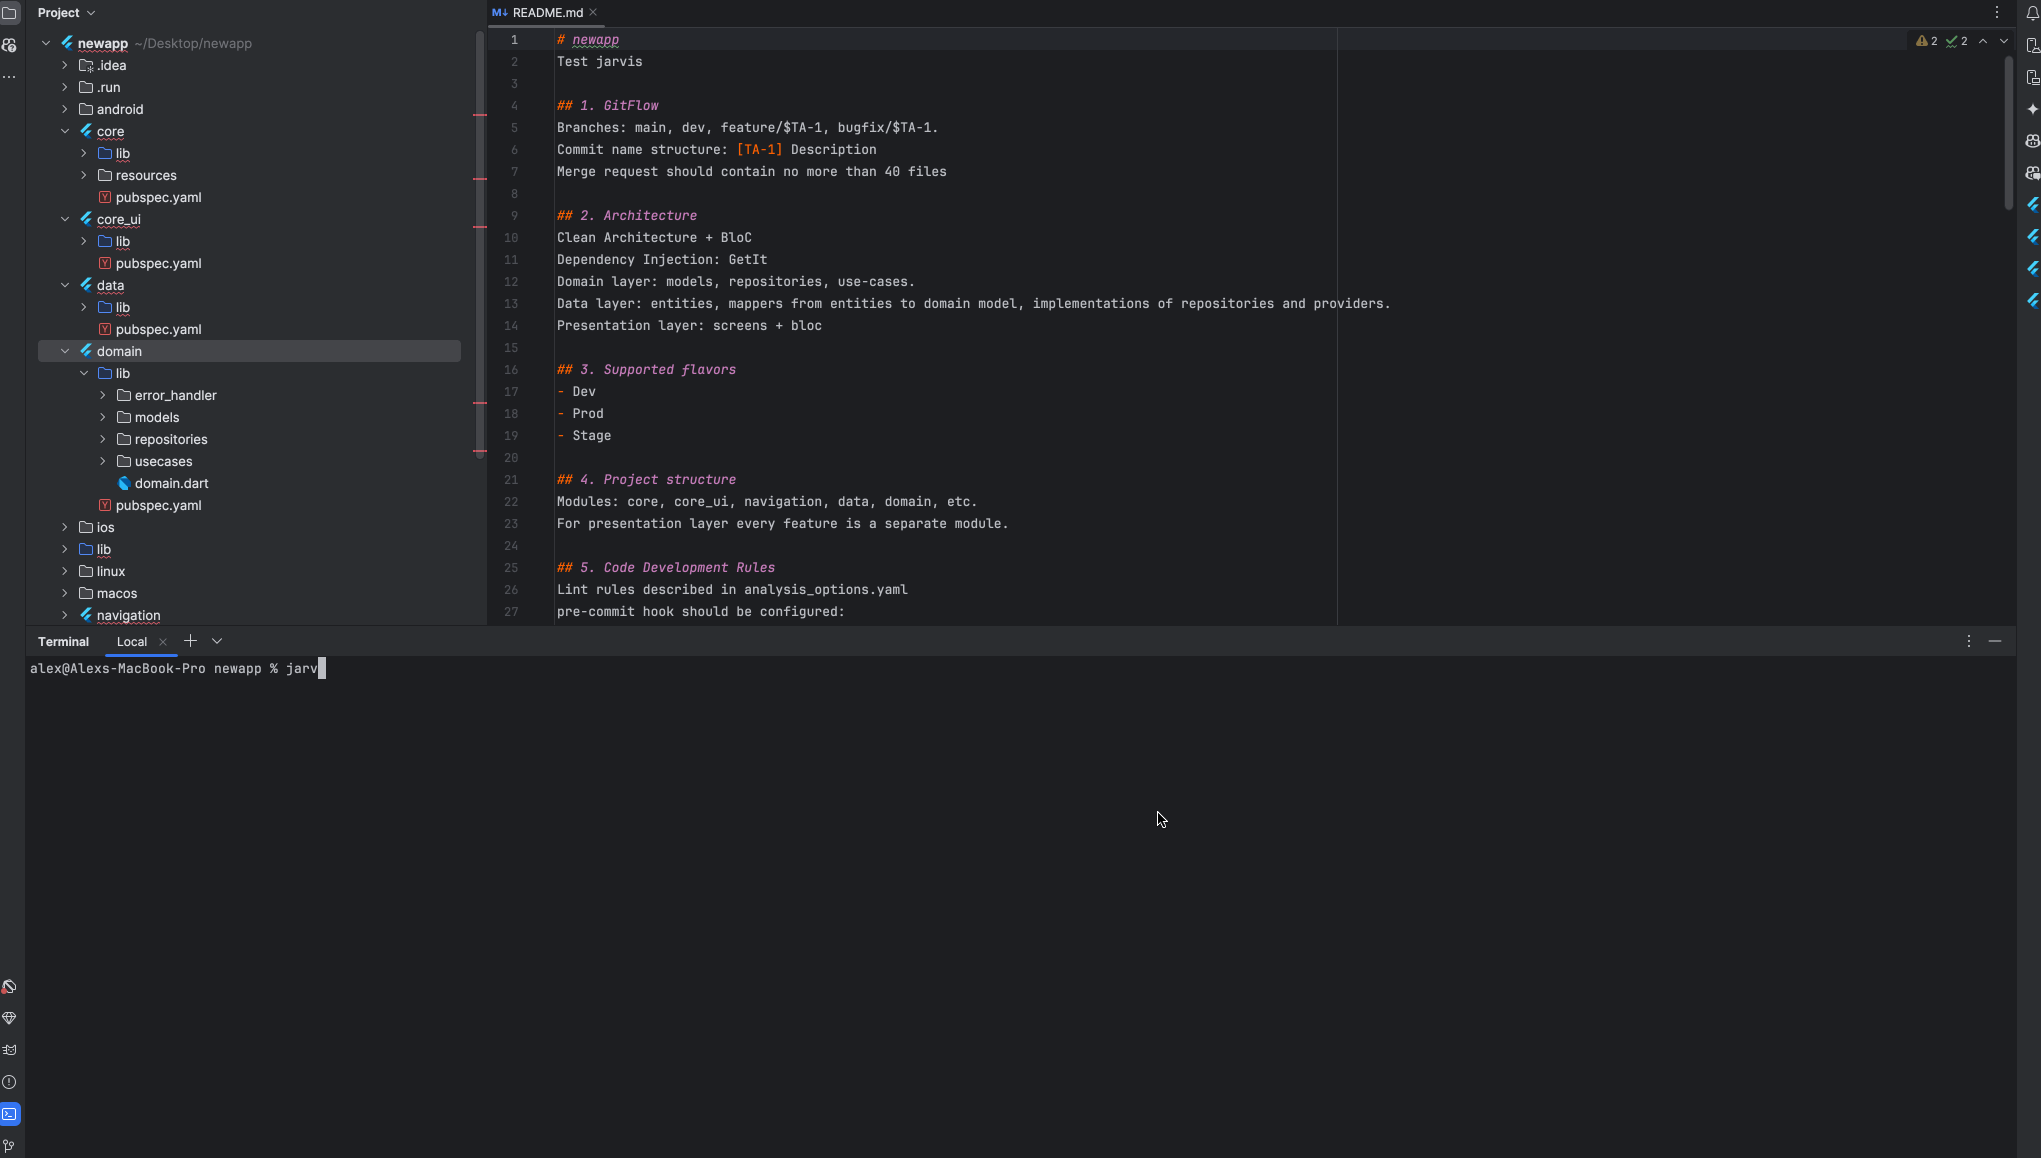 Project
newapp ~/Desktop/newapp
.idea
.run
android
core
lib
resources
pubspec.yaml
core_ui
lib
pubspec.yaml
data
lib
pubspec.yaml
domain
lib
error_handler
models
repositories
usecases
domain.dart
pubspec.yaml
ios
lib
linux
macos
navigation
M↓ README.md
2 2
1 # newapp
2 Test jarvis
3
4 ## 1. GitFlow
5 Branches: main, dev, feature/$TA-1, bugfix/$TA-1.
6 Commit name structure: [TA-1] Description
7 Merge request should contain no more than 40 files
8
9 ## 2. Architecture
10 Clean Architecture + BloC
11 Dependency Injection: GetIt
12 Domain layer: models, repositories, use-cases.
13 Data layer: entities, mappers from entities to domain model, implementations of repositories and providers.
14 Presentation layer: screens + bloc
15
16 ## 3. Supported flavors
17 - Dev
18 - Prod
19 - Stage
20
21 ## 4. Project structure
22 Modules: core, core_ui, navigation, data, domain, etc.
23 For presentation layer every feature is a separate module.
24
25 ## 5. Code Development Rules
26 Lint rules described in analysis_options.yaml
27 pre-commit hook should be configured:
Terminal Local
alex@Alexs-MacBook-Pro newapp % jarv